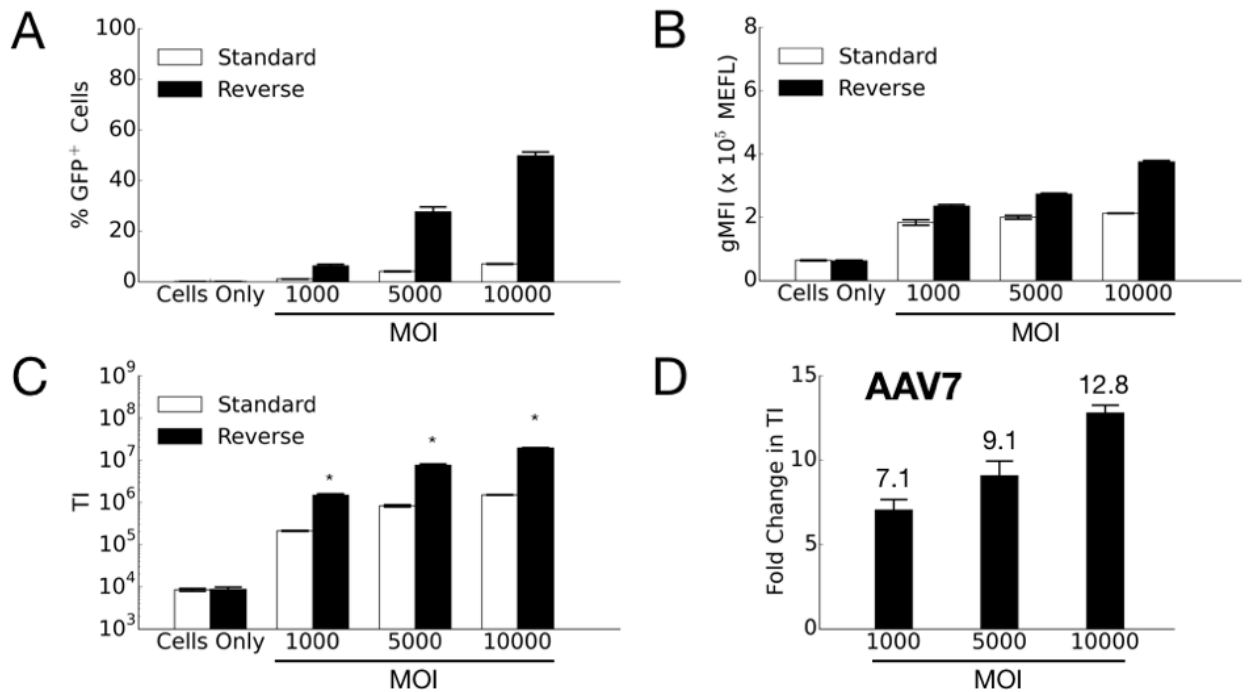 A
% GFP+ Cells
100
80
60
40
20
0
Standard
Reverse
Cells Only 1000 5000 10000
MOI
B
gMFI (x 10⁵ MEFL)
8
6
4
2
0
Standard
Reverse
Cells Only 1000 5000 10000
MOI
C
TI
10⁹
10⁸
10⁷
10⁶
10⁵
10⁴
10³
Standard
Reverse
* * *
Cells Only 1000 5000 10000
MOI
D
AAV7
Fold Change in TI
15
10
5
0
7.1
9.1
12.8
1000 5000 10000
MOI